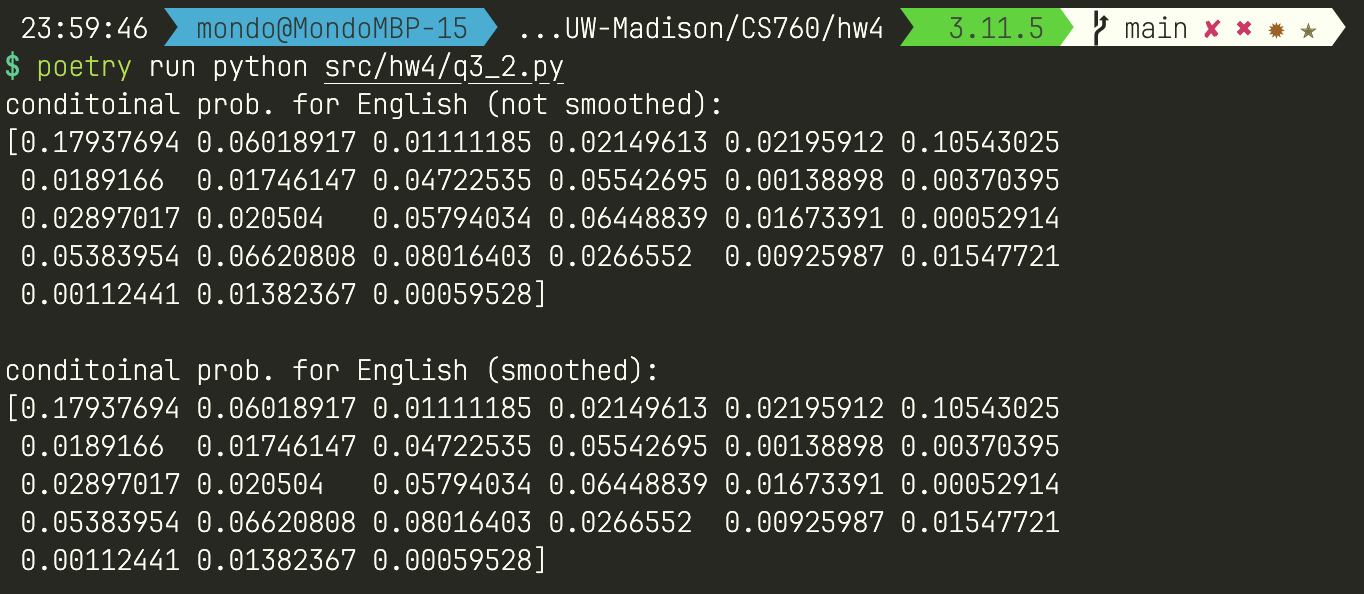 23:59:46 mondo@MondoMBP-15 ...UW-Madison/CS760/hw4 3.11.5 main ✘ ✖ ✹ ★
$ poetry run python src/hw4/q3_2.py
conditoinal prob. for English (not smoothed):
[0.17937694 0.06018917 0.01111185 0.02149613 0.02195912 0.10543025
0.0189166 0.01746147 0.04722535 0.05542695 0.00138898 0.00370395
0.02897017 0.020504 0.05794034 0.06448839 0.01673391 0.00052914
0.05383954 0.06620808 0.08016403 0.0266552 0.00925987 0.01547721
0.00112441 0.01382367 0.00059528]
conditoinal prob. for English (smoothed):
[0.17937694 0.06018917 0.01111185 0.02149613 0.02195912 0.10543025
0.0189166 0.01746147 0.04722535 0.05542695 0.00138898 0.00370395
0.02897017 0.020504 0.05794034 0.06448839 0.01673391 0.00052914
0.05383954 0.06620808 0.08016403 0.0266552 0.00925987 0.01547721
0.00112441 0.01382367 0.00059528]